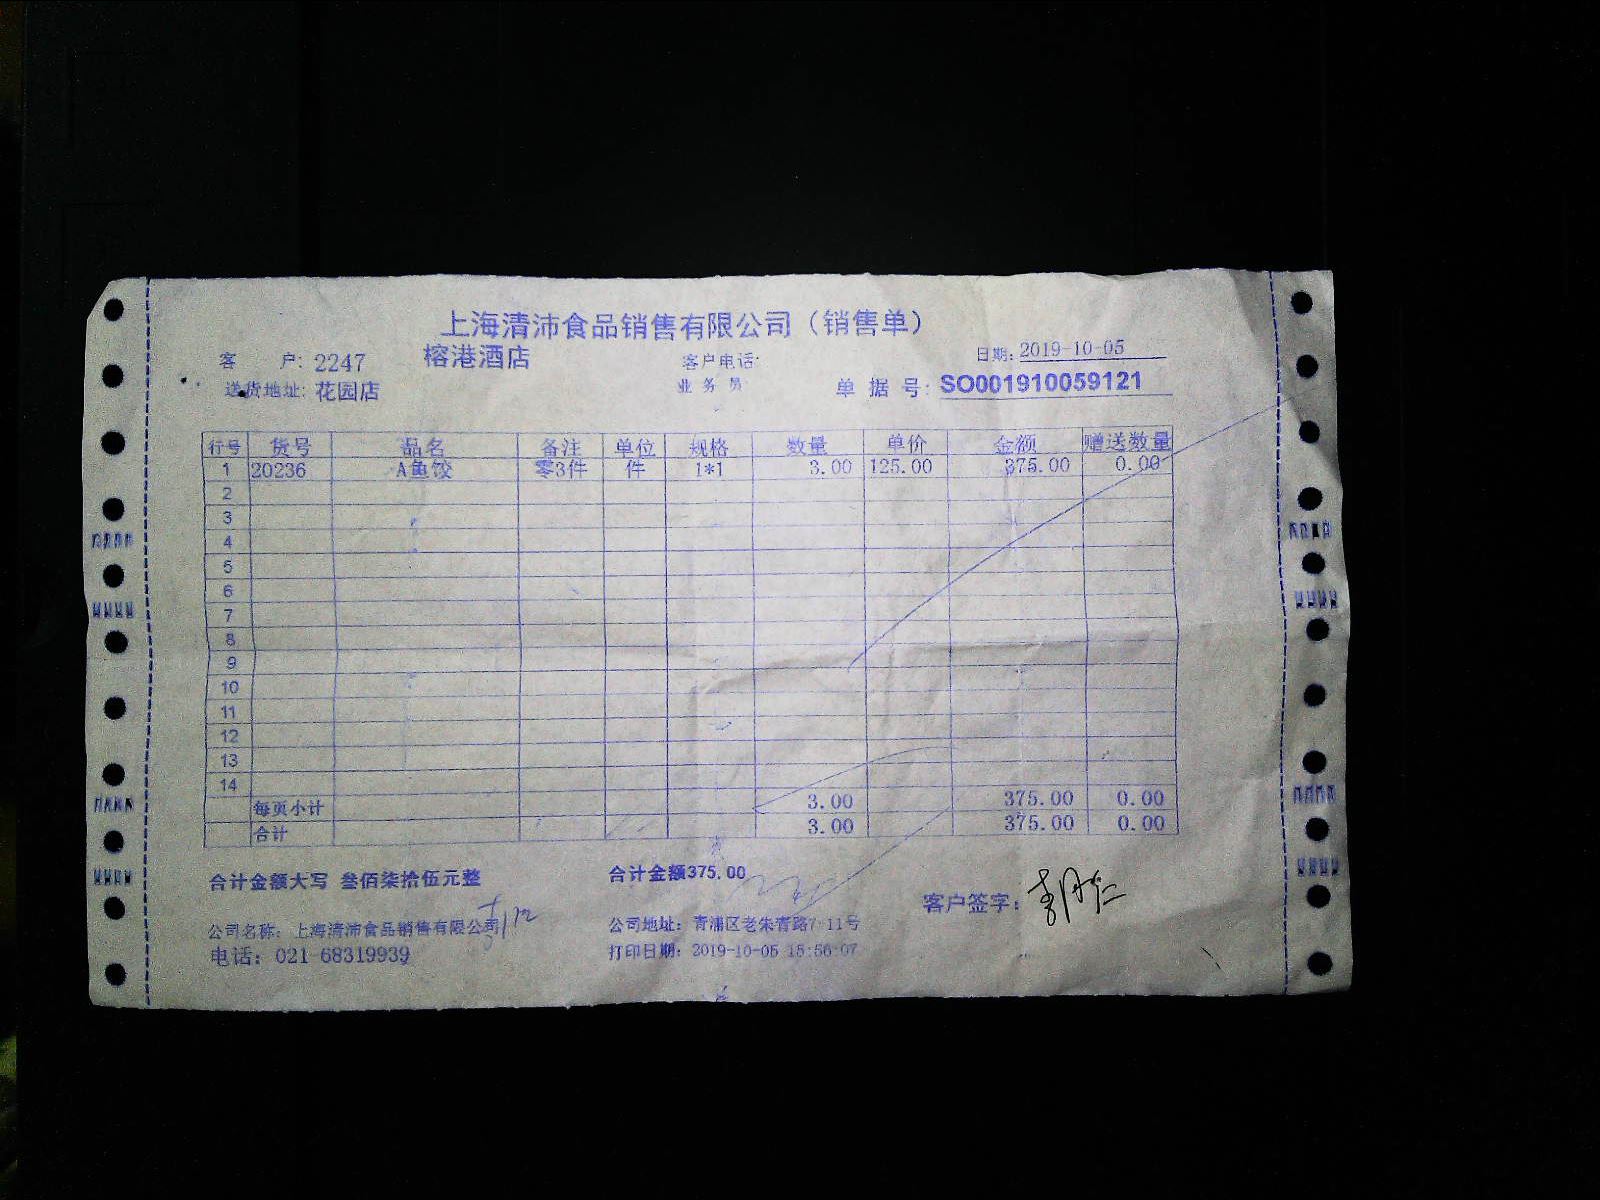 上海清沛食品销售有限公司（销售单）
客 户: 2247 榕港酒店 客户电话: 日期: 2019-10-05
送货地址: 花园店 业务员 单据号: SO001910059121
行号 货号 品名 备注 单位 规格 数量 单价 金额 赠送数量
1 20236 A鱼饺 零3件 件 1*1 3.00 125.00 375.00 0.00
2
3
4
5
6
7
8
9
10
11
12
13
14
每页小计 3.00 375.00 0.00
合计 3.00 375.00 0.00
合计金额大写 叁佰柒拾伍元整 合计金额375.00
客户签字:
公司名称: 上海清沛食品销售有限公司 公司地址: 青浦区老朱青路7-11号
电话: 021-68319939 打印日期: 2019-10-05 15:56:07